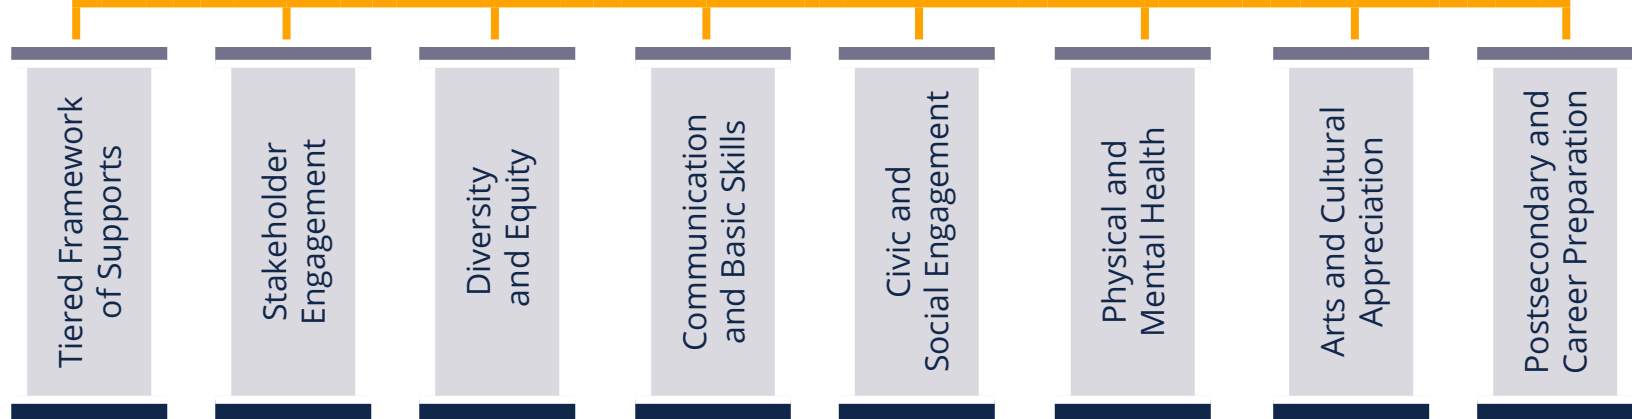 Tiered Framework
of Supports
Stakeholder
Engagement
Diversity
and Equity
Communication
and Basic Skills
Civic and
Social Engagement
Physical and
Mental Health
Arts and Cultural
Appreciation
Postsecondary and
Career Preparation